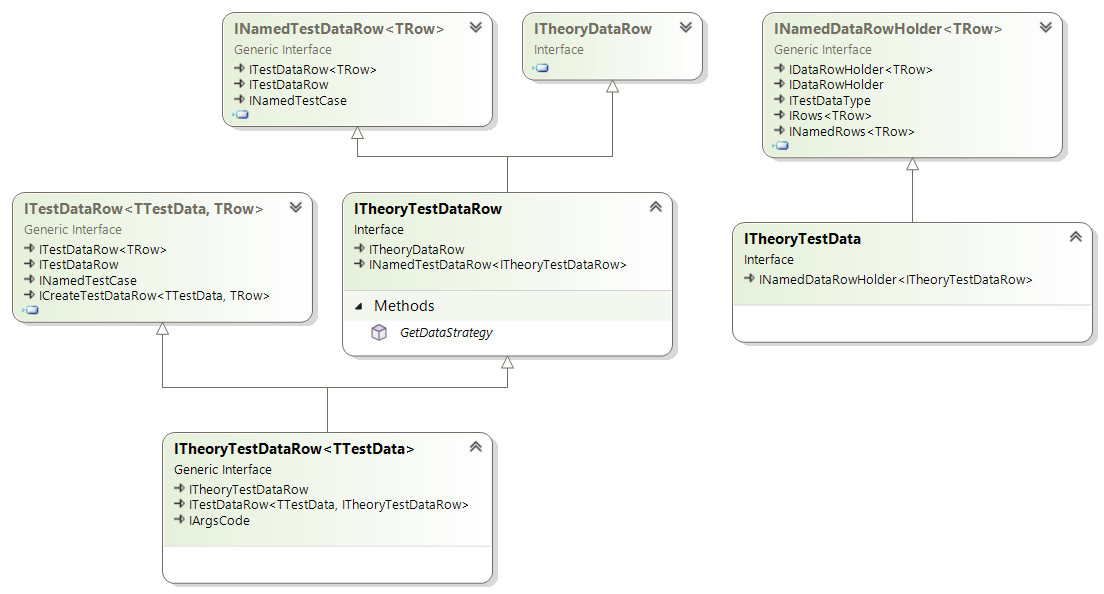 INamedTestDataRow<TRow>
Generic Interface
ITestDataRow<TRow>
ITestDataRow
INamedTestCase
ITheoryDataRow
Interface
INamedDataRowHolder<TRow>
Generic Interface
IDataRowHolder<TRow>
IDataRowHolder
ITestDataType
IRows<TRow>
INamedRows<TRow>
ITestDataRow<TTestData, TRow>
Generic Interface
ITestDataRow<TRow>
ITestDataRow
INamedTestCase
ICreateTestDataRow<TTestData, TRow>
ITheoryTestDataRow
Interface
ITheoryDataRow
INamedTestDataRow<ITheoryTestDataRow>
Methods
GetDataStrategy
ITheoryTestData
Interface
INamedDataRowHolder<ITheoryTestDataRow>
ITheoryTestDataRow<TTestData>
Generic Interface
ITheoryTestDataRow
ITestDataRow<TTestData, ITheoryTestDataRow>
IArgsCode